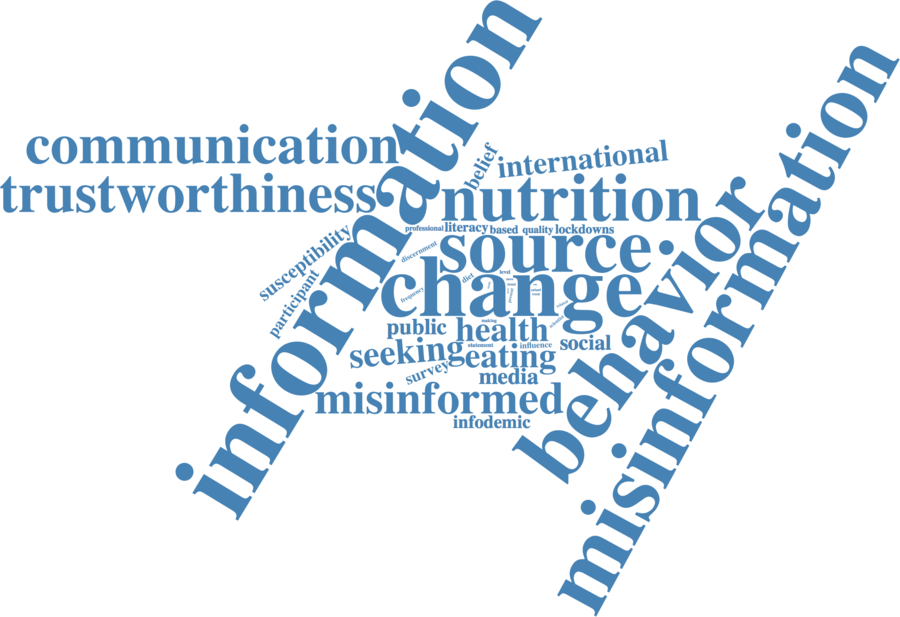 information
misinformation
communication
belief
international
trustworthiness
nutrition
behavior
professional
literacy
based
quality
lockdowns
susceptibility
source
discernment
participant
level
diet
change
frequency
making
public
health
social
statement
influence
seeking
eating
survey
media
misinformed
infodemic